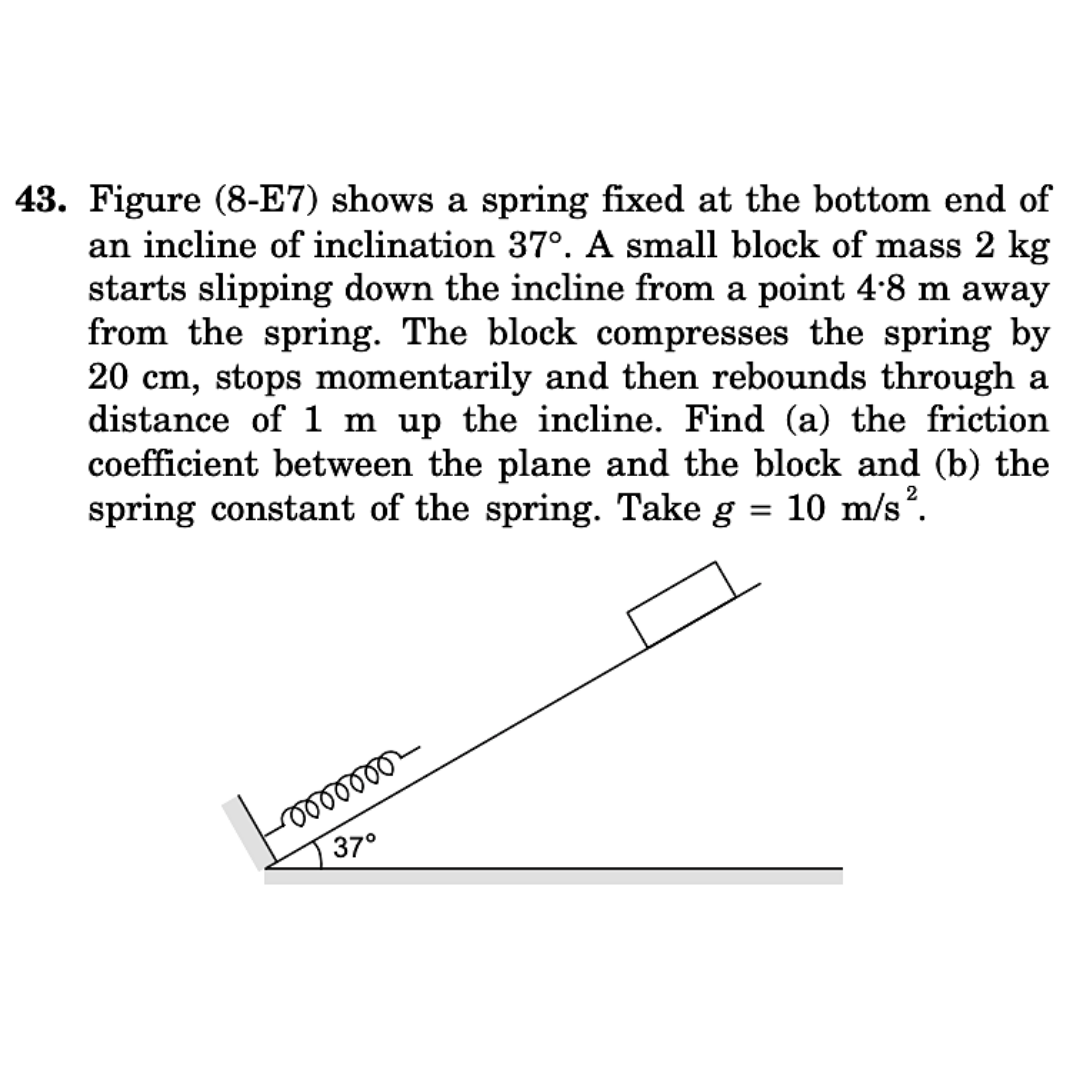 43. Figure (8-E7) shows a spring fixed at the bottom end of
an incline of inclination 37°. A small block of mass 2 kg
starts slipping down the incline from a point 4·8 m away
from the spring. The block compresses the spring by
20 cm, stops momentarily and then rebounds through a
distance of 1 m up the incline. Find (a) the friction
coefficient between the plane and the block and (b) the
spring constant of the spring. Take g = 10 m/s².
37°